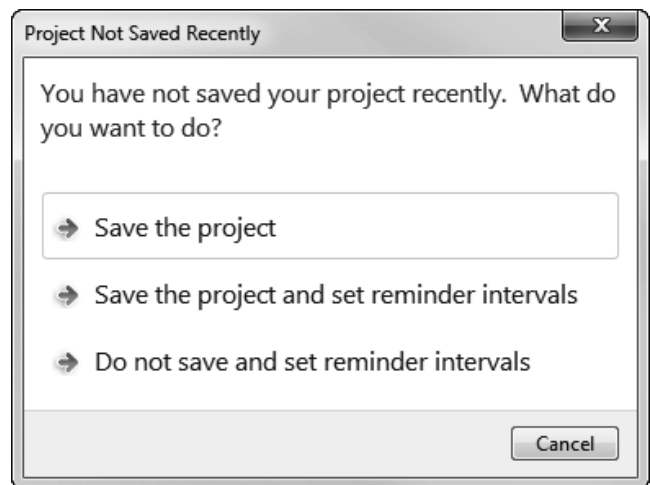 Project Not Saved Recently
You have not saved your project recently.  What do
you want to do?
Save the project
Save the project and set reminder intervals
Do not save and set reminder intervals
Cancel